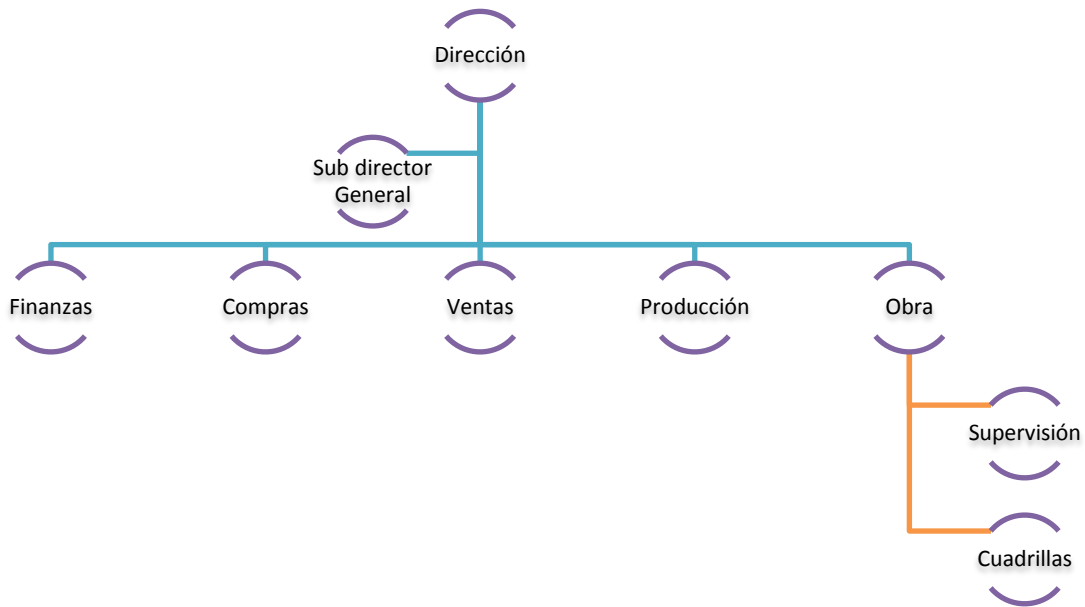 Dirección
Sub director
General
Finanzas
Compras
Ventas
Producción
Obra
Supervisión
Cuadrillas